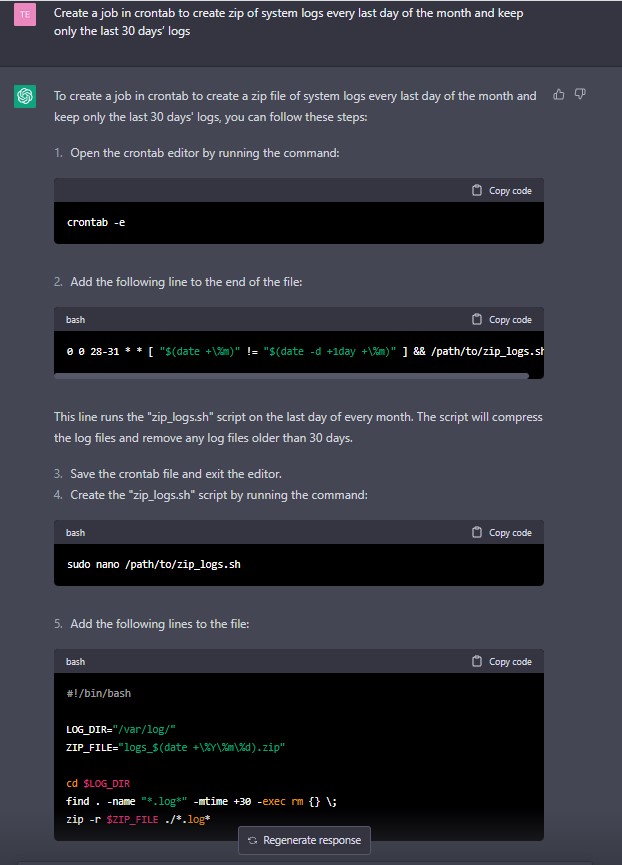 TE
Create a job in crontab to create zip of system logs every last day of the month and keep
only the last 30 days' logs
To create a job in crontab to create a zip file of system logs every last day of the month and
keep only the last 30 days' logs, you can follow these steps:
1. Open the crontab editor by running the command:
Copy code
crontab -e
2. Add the following line to the end of the file:
bash
Copy code
0 0 28-31 * * [ "$(date +\%m)" != "$(date -d +1day +\%m)" ] && /path/to/zip_logs.sh
This line runs the "zip_logs.sh" script on the last day of every month. The script will compress
the log files and remove any log files older than 30 days.
3. Save the crontab file and exit the editor.
4. Create the "zip_logs.sh" script by running the command:
bash
Copy code
sudo nano /path/to/zip_logs.sh
5. Add the following lines to the file:
bash
Copy code
#!/bin/bash
LOG_DIR="/var/log/"
ZIP_FILE="logs_$(date +\%Y\%m\%d).zip"
cd $LOG_DIR
find . -name "*.log*" -mtime +30 -exec rm {} \;
zip -r $ZIP_FILE ./*.log*
Regenerate response